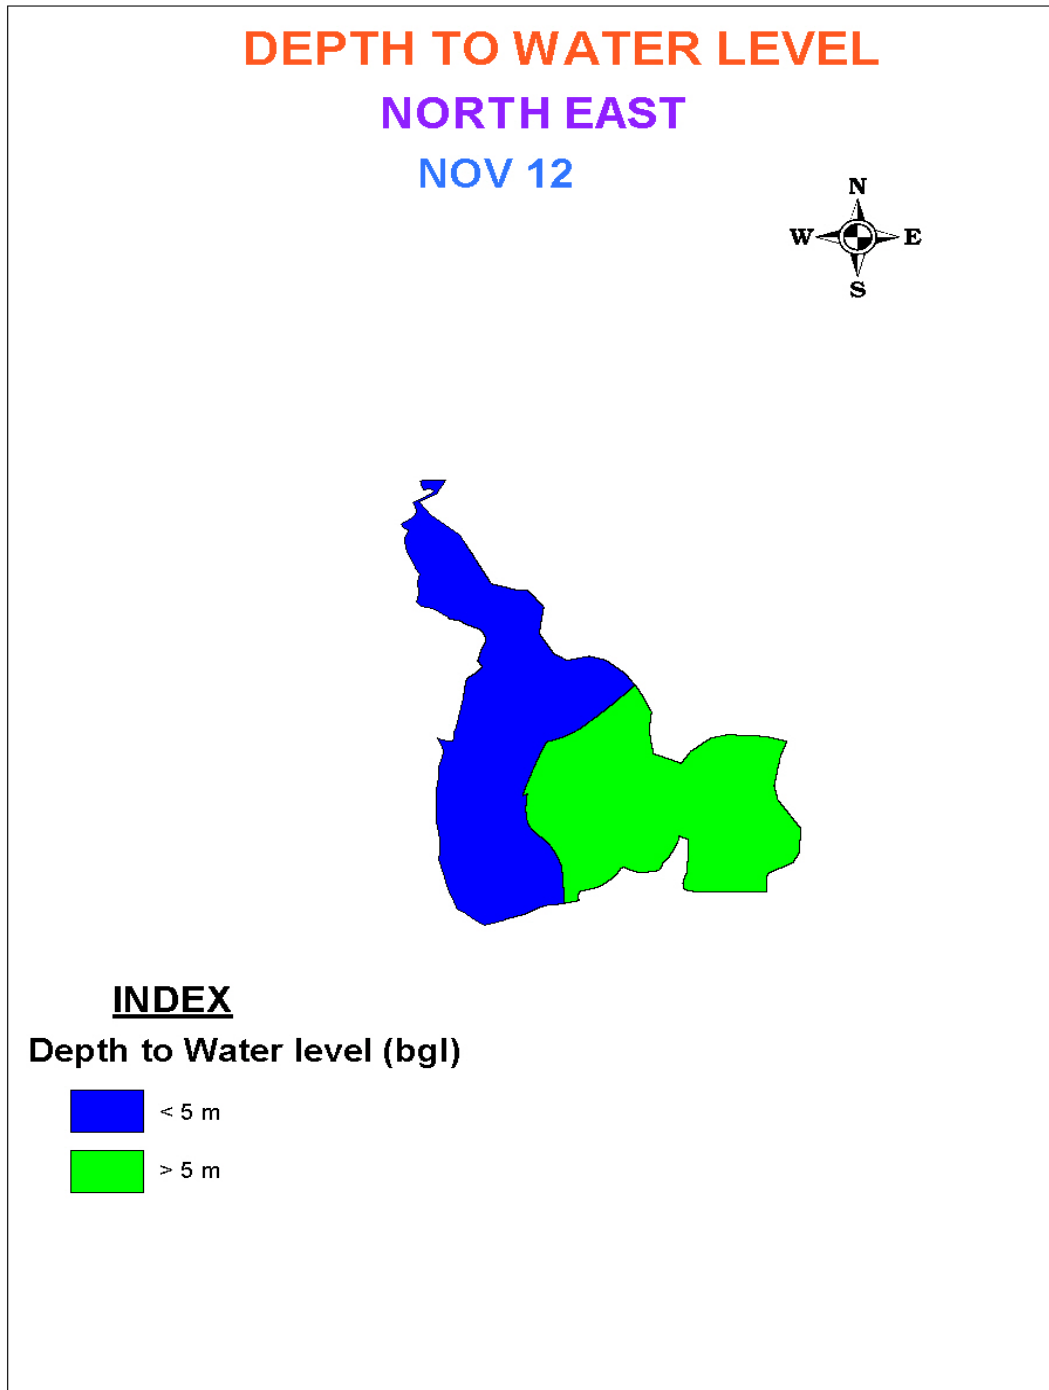 DEPTH TO WATER LEVEL
NORTH EAST
NOV 12
N
W E
S
INDEX
Depth to Water level (bgl)
< 5 m
> 5 m